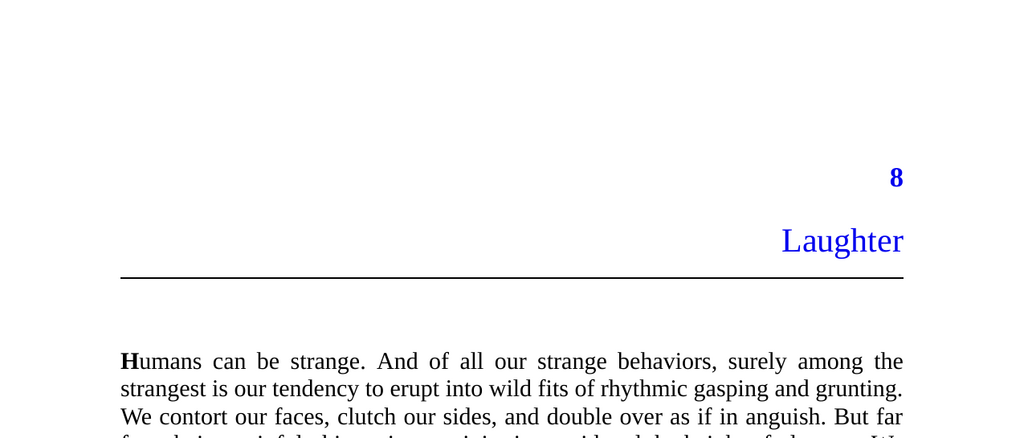 8
Laughter
Humans can be strange. And of all our strange behaviors, surely among the
strangest is our tendency to erupt into wild fits of rhythmic gasping and grunting.
We contort our faces, clutch our sides, and double over as if in anguish. But far